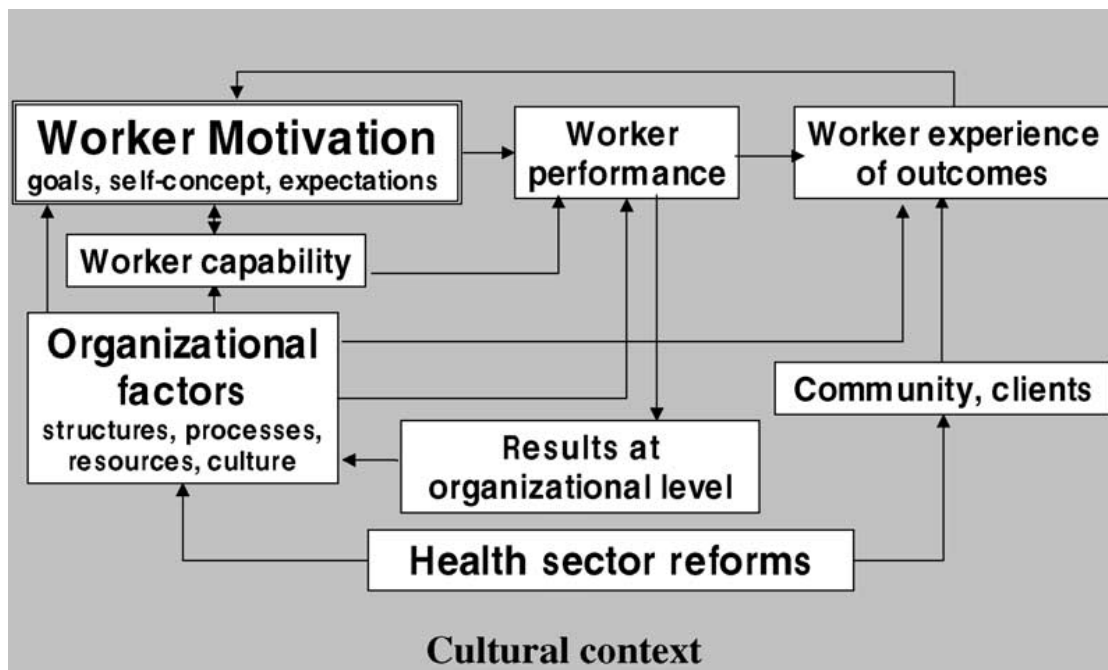 Worker Motivation
goals, self-concept, expectations
Worker
performance
Worker experience
of outcomes
Worker capability
Organizational
factors
structures, processes,
resources, culture
Community, clients
Results at
organizational level
Health sector reforms
Cultural context